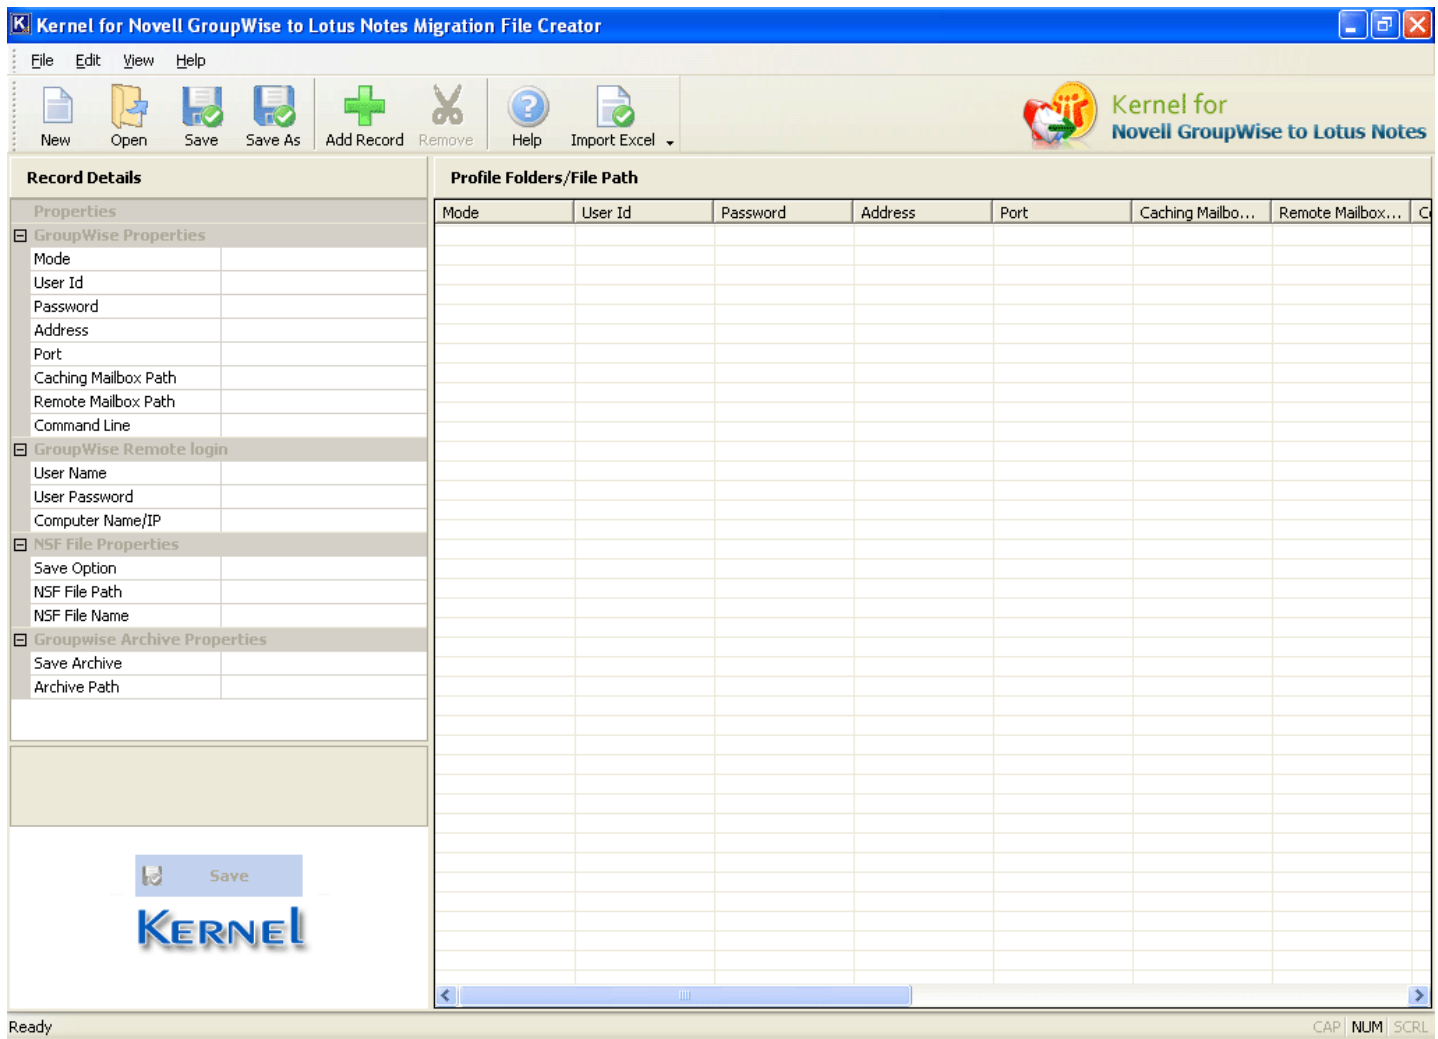 Kernel for Novell GroupWise to Lotus Notes Migration File Creator
File Edit View Help
New Open Save Save As Add Record Remove Help Import Excel
Kernel for
Novell GroupWise to Lotus Notes
Record Details
Profile Folders/File Path
Properties
Mode User Id Password Address Port Caching Mailbo... Remote Mailbox...
GroupWise Properties
Mode
User Id
Password
Address
Port
Caching Mailbox Path
Remote Mailbox Path
Command Line
GroupWise Remote login
User Name
User Password
Computer Name/IP
NSF File Properties
Save Option
NSF File Path
NSF File Name
Groupwise Archive Properties
Save Archive
Archive Path
Save
KERNEL
Ready
CAP NUM SCRL